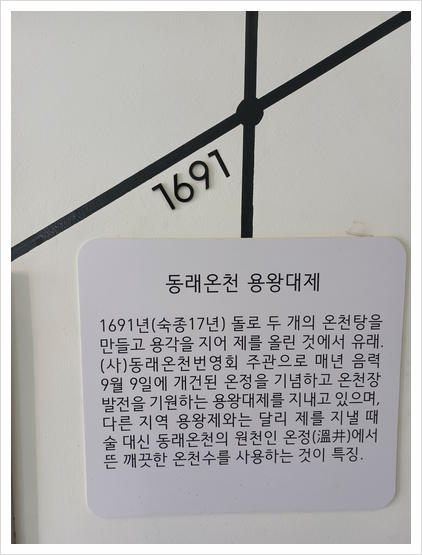 1691
동래온천 용왕대제
1691년(숙종17년) 돌로 두 개의 온천탕을
만들고 용각을 지어 제를 올린 것에서 유래.
(사)동래온천번영회 주관으로 매년 음력
9월 9일에 개건된 온정을 기념하고 온천장
발전을 기원하는 용왕대제를 지내고 있으며,
다른 지역 용왕제와는 달리 제를 지낼 때
술 대신 동래온천의 원천인 온정(溫井)에서
뜬 깨끗한 온천수를 사용하는 것이 특징.